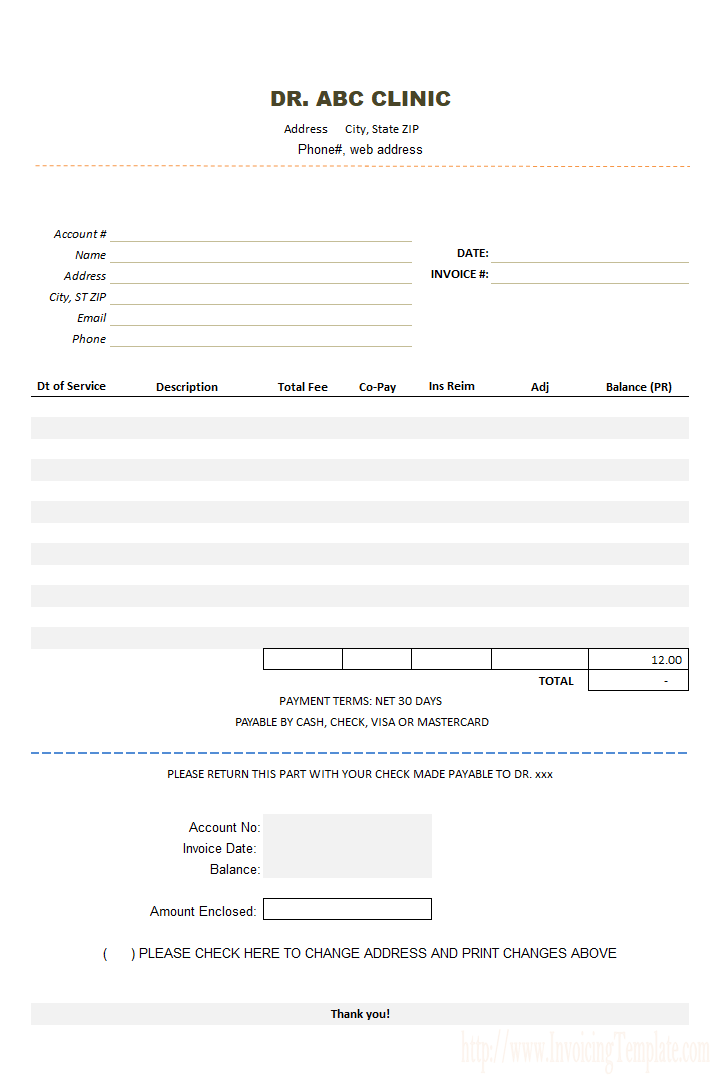 DR. ABC CLINIC
Address City, State ZIP
Phone#, web address
Account #
Name
Address
City, ST ZIP
Email
Phone
DATE:
INVOICE #:
Dt of Service Description Total Fee Co-Pay Ins Reim Adj Balance (PR)
12.00
TOTAL -
PAYMENT TERMS: NET 30 DAYS
PAYABLE BY CASH, CHECK, VISA OR MASTERCARD
PLEASE RETURN THIS PART WITH YOUR CHECK MADE PAYABLE TO DR. xxx
Account No:
Invoice Date:
Balance:
Amount Enclosed:
( ) PLEASE CHECK HERE TO CHANGE ADDRESS AND PRINT CHANGES ABOVE
Thank you!
http://www.InvoicingTemplate.com